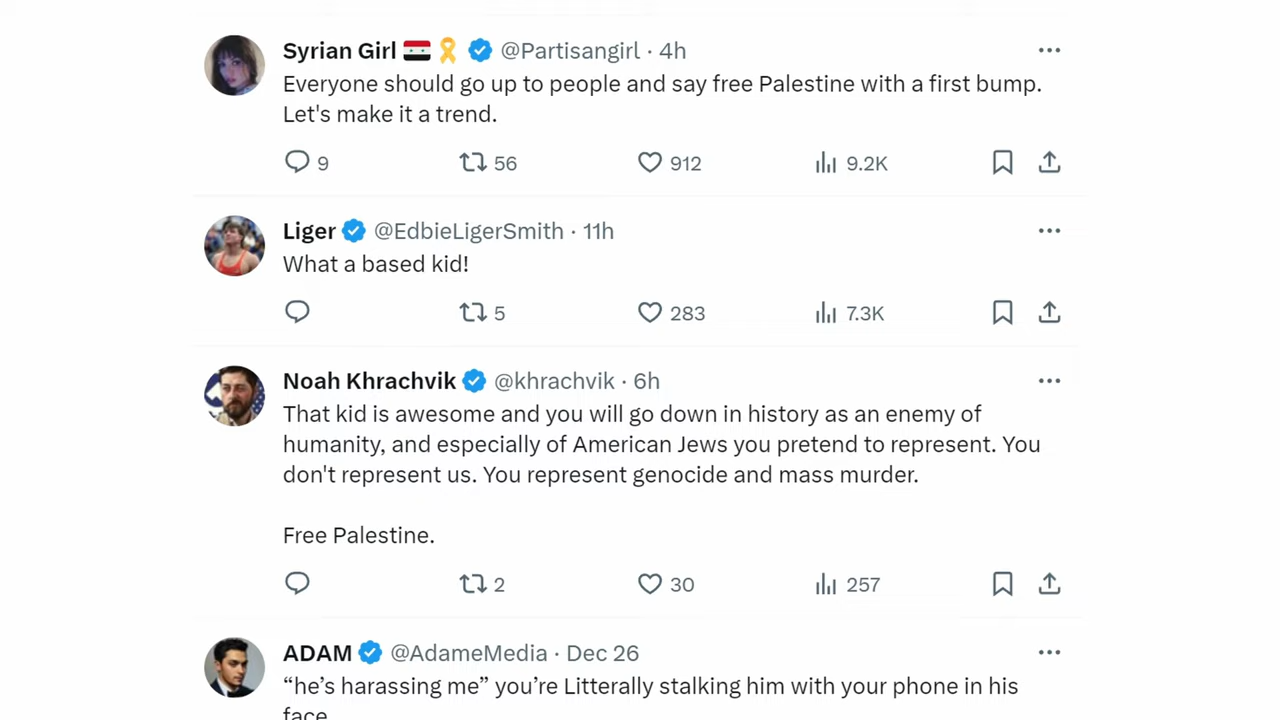 Syrian Girl 🇸🇾 🎗 @Partisangirl · 4h
Everyone should go up to people and say free Palestine with a first bump.
Let's make it a trend.
9 56 912 9.2K
Liger @EdbieLigerSmith · 11h
What a based kid!
5 283 7.3K
Noah Khrachvik @khrachvik · 6h
That kid is awesome and you will go down in history as an enemy of
humanity, and especially of American Jews you pretend to represent. You
don't represent us. You represent genocide and mass murder.
Free Palestine.
2 30 257
ADAM @AdameMedia · Dec 26
“he’s harassing me” you’re Litterally stalking him with your phone in his
face